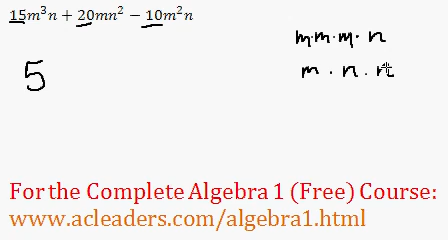 15m³n + 20mn² − 10m²n
m·m·m·n
m·n·n
5
For the Complete Algebra 1 (Free) Course:
www.acleaders.com/algebra1.html